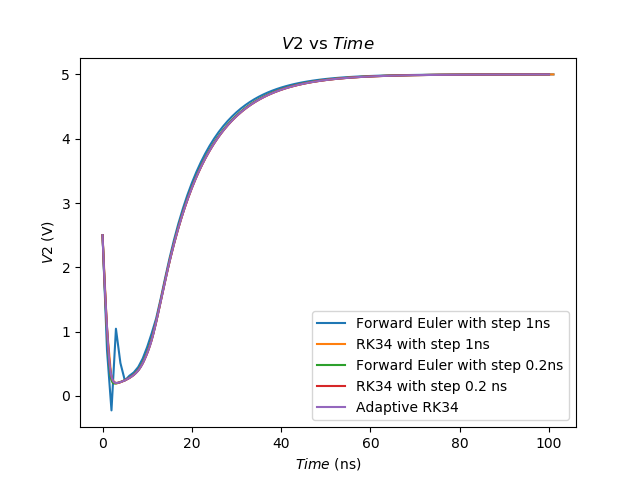 V2 vs Time
5
4
3
2
1
0
V2 (V)
0
20
40
60
80
100
Time (ns)
Forward Euler with step 1ns
RK34 with step 1ns
Forward Euler with step 0.2ns
RK34 with step 0.2 ns
Adaptive RK34